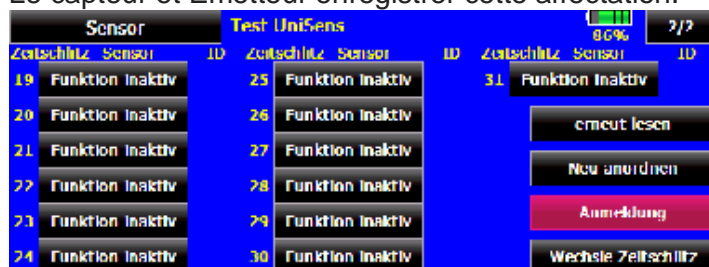 Le capteur et Emetteur enregistrer cette affectation.
Sensor Test UniSens 86% 2/2
Zeitschlitz Sensor ID Zeitschlitz Sensor ID Zeitschlitz Sensor ID
19 Funktion Inaktiv 25 Funktion Inaktiv 31 Funktion Inaktiv
20 Funktion Inaktiv 26 Funktion Inaktiv erneut lesen
21 Funktion Inaktiv 27 Funktion Inaktiv Neu anordnen
22 Funktion Inaktiv 28 Funktion Inaktiv
23 Funktion Inaktiv 29 Funktion Inaktiv Anmeldung
24 Funktion Inaktiv 30 Funktion Inaktiv Wechsle Zeitschlitz